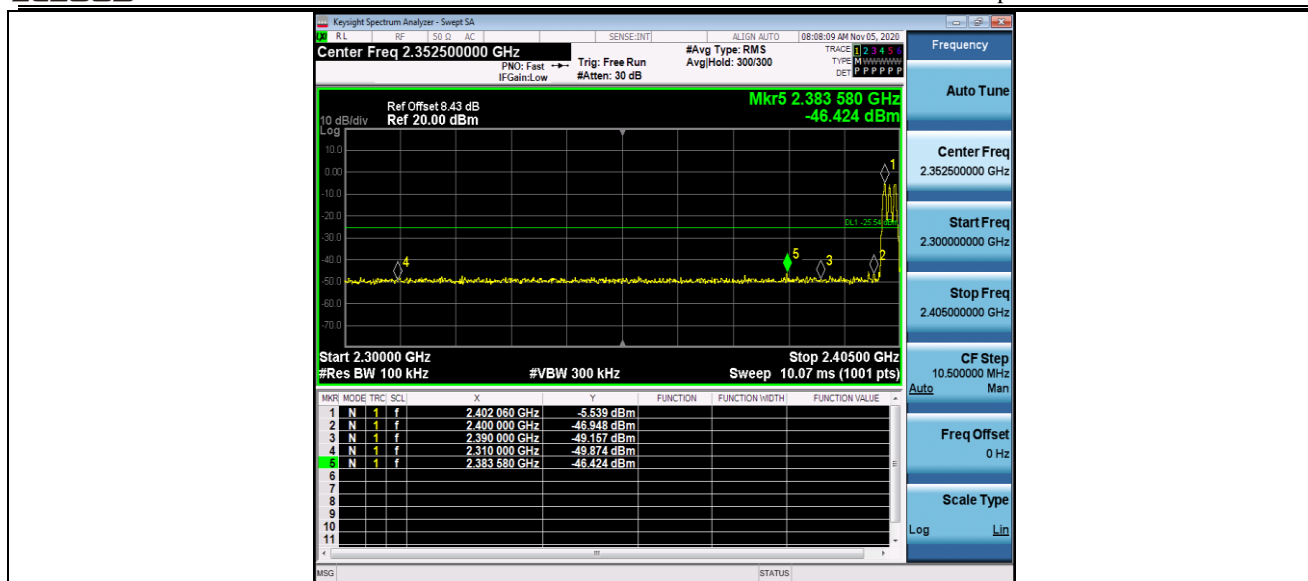 Keysight Spectrum Analyzer - Swept SA
RL RF 50 Ω AC SENSE:INT ALIGN AUTO 08:08:09 AM Nov 05, 2020
Center Freq 2.352500000 GHz
PNO: Fast
IFGain:Low
Trig: Free Run
#Atten: 30 dB
#Avg Type: RMS
Avg|Hold: 300/300
TRACE 1 2 3 4 5 6
TYPE M W W W W W
DET P P P P P P
Ref Offset 8.43 dB
10 dB/div Ref 20.00 dBm
Log
Mkr5 2.383 580 GHz
-46.424 dBm
10.0
0.00
-10.0
-20.0
-30.0
-40.0
-50.0
-60.0
-70.0
1
DL1 -25.54 dBm
4
5
3
2
Start 2.30000 GHz Stop 2.40500 GHz
#Res BW 100 kHz #VBW 300 kHz Sweep 10.07 ms (1001 pts)
MKR MODE TRC SCL X Y FUNCTION FUNCTION WIDTH FUNCTION VALUE
1 N 1 f 2.402 060 GHz -5.539 dBm
2 N 1 f 2.400 000 GHz -46.948 dBm
3 N 1 f 2.390 000 GHz -49.157 dBm
4 N 1 f 2.310 000 GHz -49.874 dBm
5 N 1 f 2.383 580 GHz -46.424 dBm
6
7
8
9
10
11
MSG STATUS
Frequency
Auto Tune
Center Freq
2.352500000 GHz
Start Freq
2.300000000 GHz
Stop Freq
2.405000000 GHz
CF Step
10.500000 MHz
Auto Man
Freq Offset
0 Hz
Scale Type
Log Lin